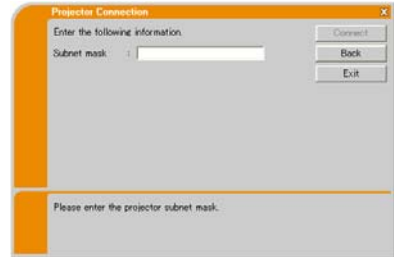 Projector Connection X
Enter the following information.
Subnet mask :
Connect
Back
Exit
Please enter the projector subnet mask.